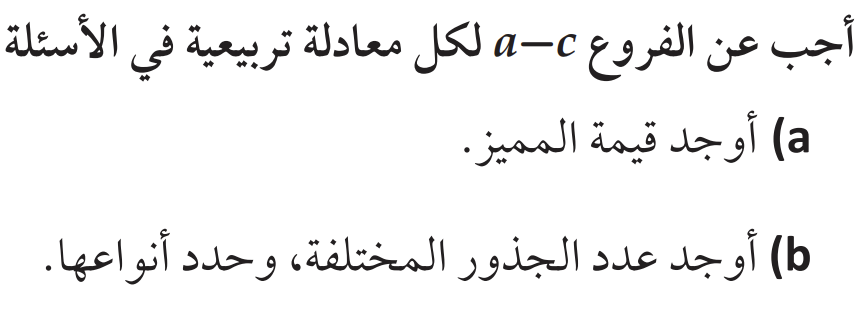 أجب عن الفروع a–c لكل معادلة تربيعية في الأسئلة
a) أوجد قيمة المميز.
b) أوجد عدد الجذور المختلفة، وحدد أنواعها.